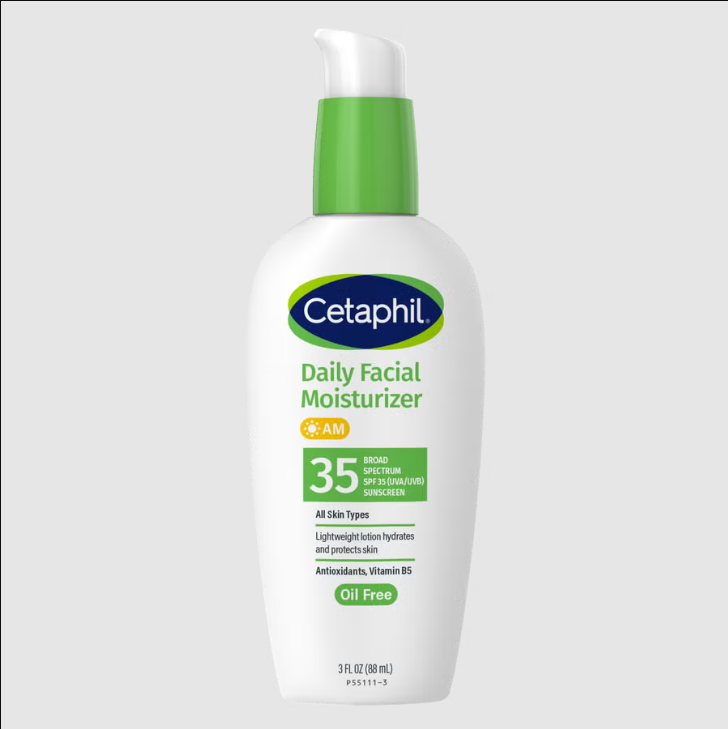 Cetaphil®
Daily Facial
Moisturizer
AM
35
BROAD
SPECTRUM
SPF 35 (UVA/UVB)
SUNSCREEN
All Skin Types
Lightweight lotion hydrates
and protects skin
Antioxidants, Vitamin B5
Oil Free
3 FL OZ (88 mL)
P55111-3